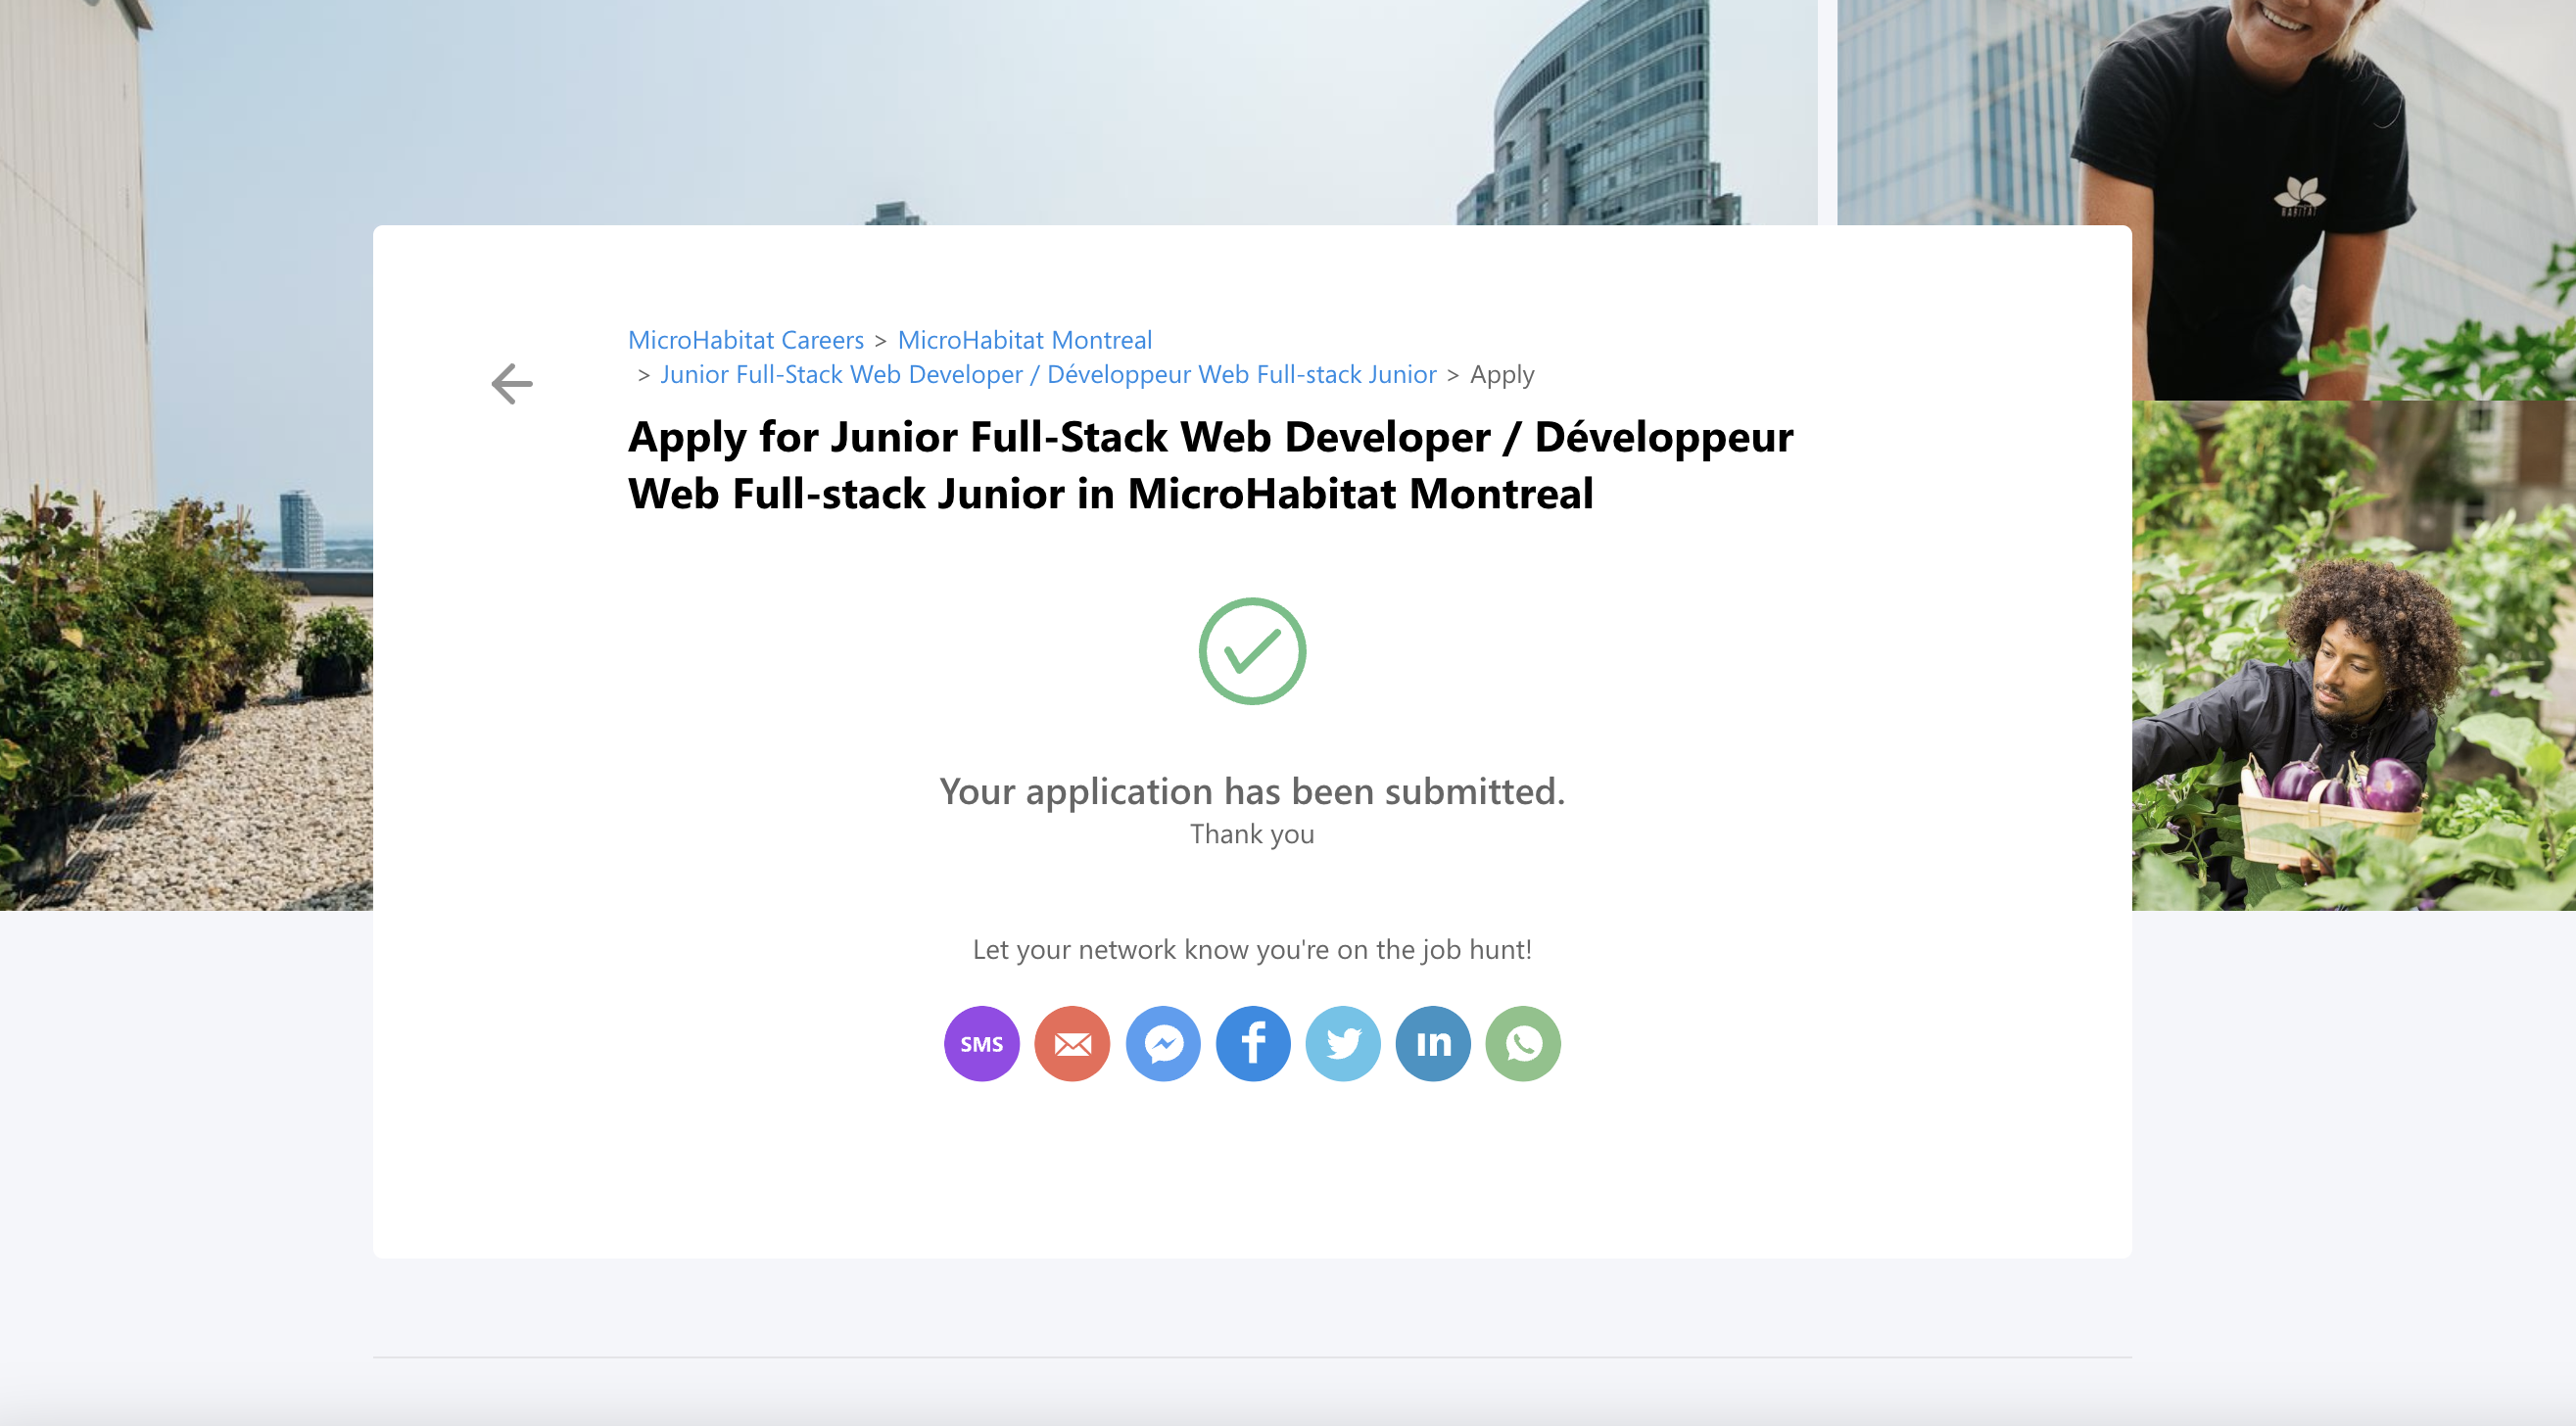 MicroHabitat Careers > MicroHabitat Montreal
> Junior Full-Stack Web Developer / Développeur Web Full-stack Junior > Apply
Apply for Junior Full-Stack Web Developer / Développeur
Web Full-stack Junior in MicroHabitat Montreal
HABITAT
Your application has been submitted.
Thank you
Let your network know you're on the job hunt!
SMS
f
in